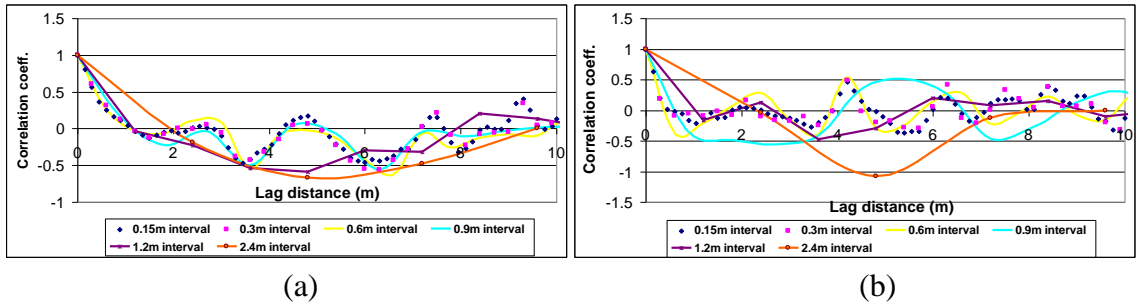 1.5
1
0.5
0
-0.5
-1
Correlation coeff.
0 2 4 6 8 10
Lag distance (m)
0.15m interval 0.3m interval 0.6m interval 0.9m interval
1.2m interval 2.4m interval
(a)
1.5
1
0.5
0
-0.5
-1
-1.5
Correlation coeff.
0 2 4 6 8 10
Lag distance (m)
0.15m interval 0.3m interval 0.6m interval 0.9m interval
1.2m interval 2.4m interval
(b)